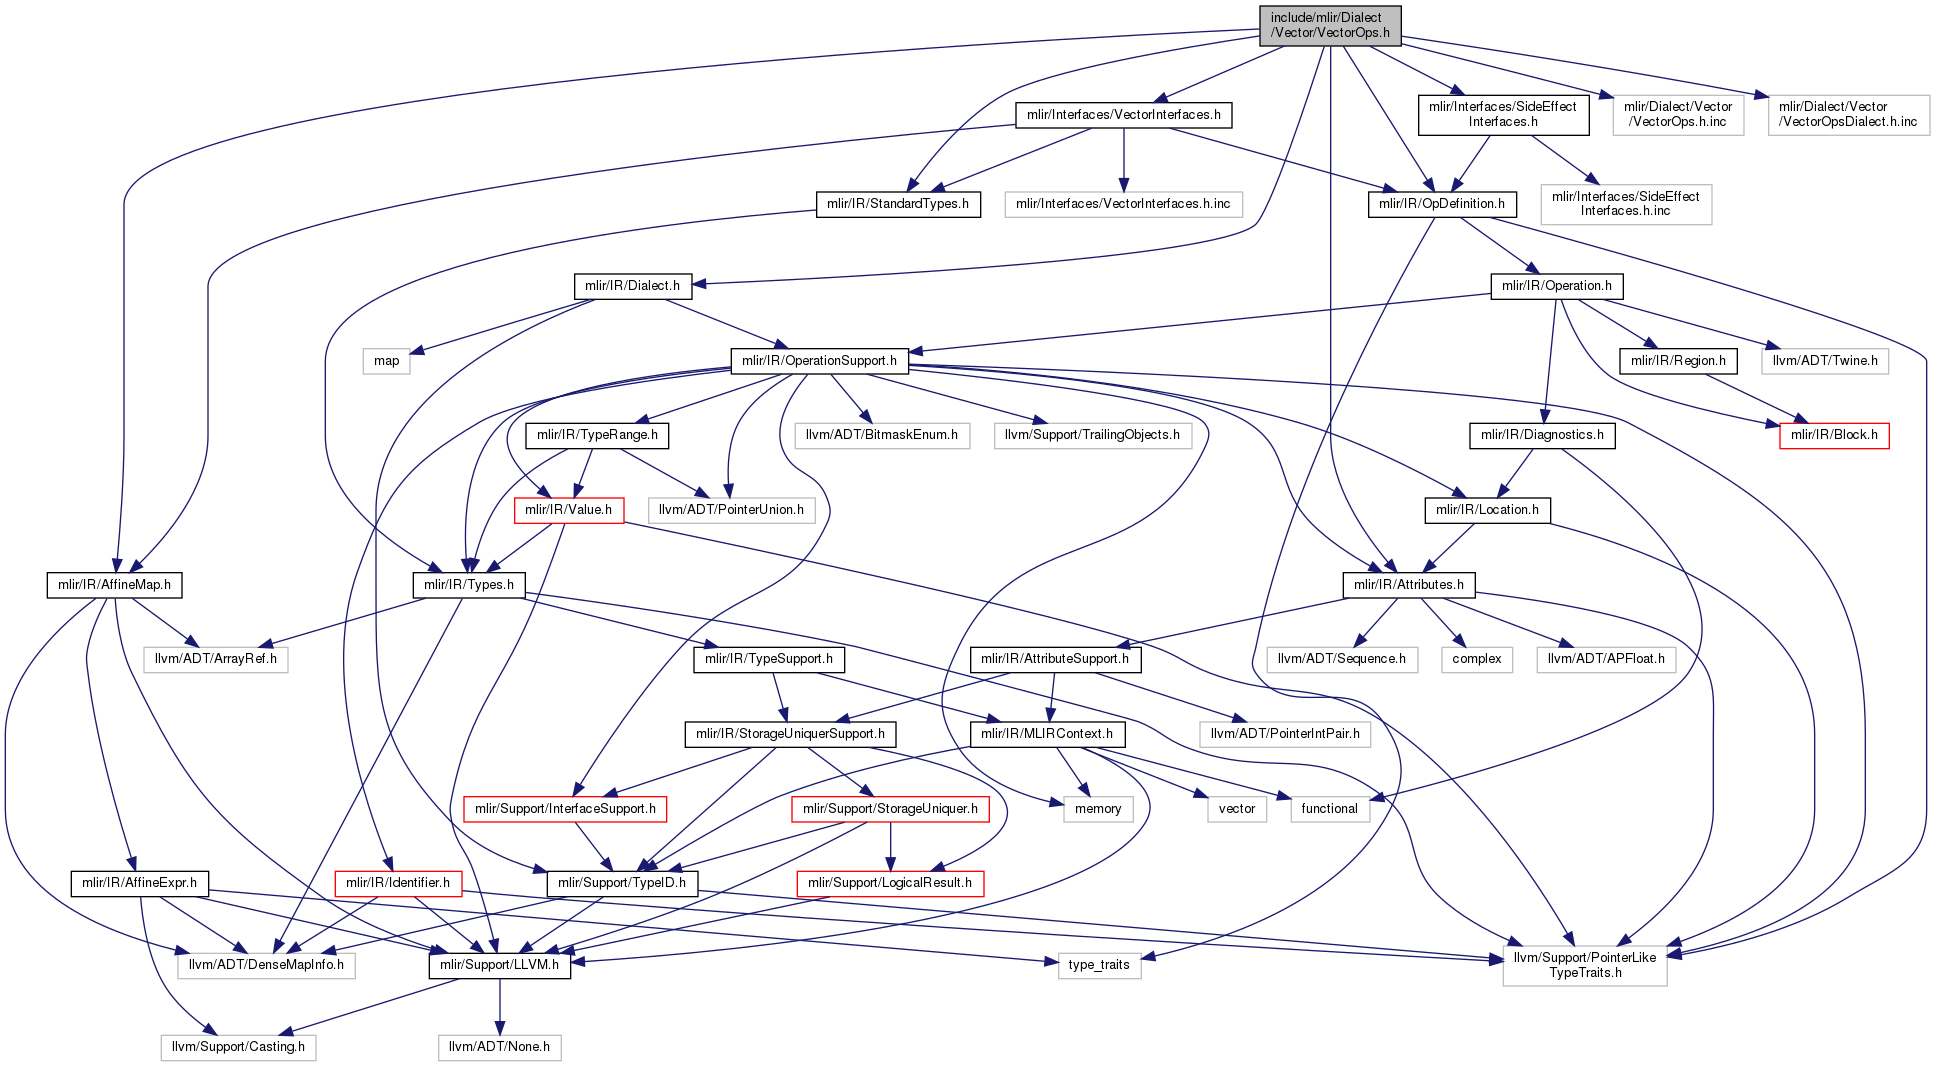 include/mlir/Dialect
/Vector/VectorOps.h
mlir/Interfaces/VectorInterfaces.h
mlir/Interfaces/SideEffect
Interfaces.h
mlir/Dialect/Vector
/VectorOps.h.inc
mlir/Dialect/Vector
/VectorOpsDialect.h.inc
mlir/IR/StandardTypes.h
mlir/Interfaces/VectorInterfaces.h.inc
mlir/IR/OpDefinition.h
mlir/Interfaces/SideEffect
Interfaces.h.inc
mlir/IR/Dialect.h
mlir/IR/Operation.h
map
mlir/IR/OperationSupport.h
mlir/IR/Region.h
llvm/ADT/Twine.h
mlir/IR/TypeRange.h
llvm/ADT/BitmaskEnum.h
llvm/Support/TrailingObjects.h
mlir/IR/Diagnostics.h
mlir/IR/Block.h
mlir/IR/Value.h
llvm/ADT/PointerUnion.h
mlir/IR/Location.h
mlir/IR/AffineMap.h
mlir/IR/Types.h
mlir/IR/Attributes.h
llvm/ADT/ArrayRef.h
mlir/IR/TypeSupport.h
mlir/IR/AttributeSupport.h
llvm/ADT/Sequence.h
complex
llvm/ADT/APFloat.h
mlir/IR/StorageUniquerSupport.h
mlir/IR/MLIRContext.h
llvm/ADT/PointerIntPair.h
mlir/Support/InterfaceSupport.h
mlir/Support/StorageUniquer.h
memory
vector
functional
mlir/IR/AffineExpr.h
mlir/IR/Identifier.h
mlir/Support/TypeID.h
mlir/Support/LogicalResult.h
llvm/ADT/DenseMapInfo.h
mlir/Support/LLVM.h
type_traits
llvm/Support/PointerLike
TypeTraits.h
llvm/Support/Casting.h
llvm/ADT/None.h